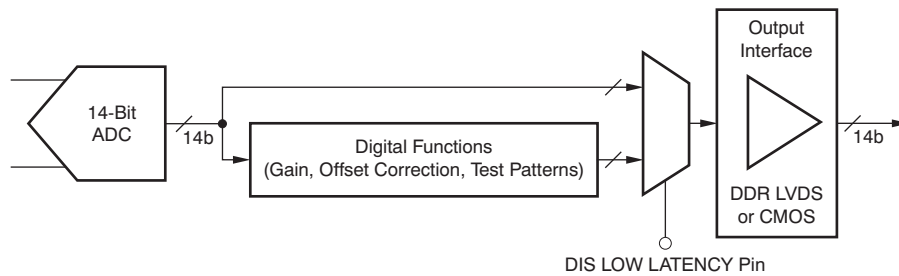 14-Bit
ADC
14b
Digital Functions
(Gain, Offset Correction, Test Patterns)
DIS LOW LATENCY Pin
Output
Interface
DDR LVDS
or CMOS
14b